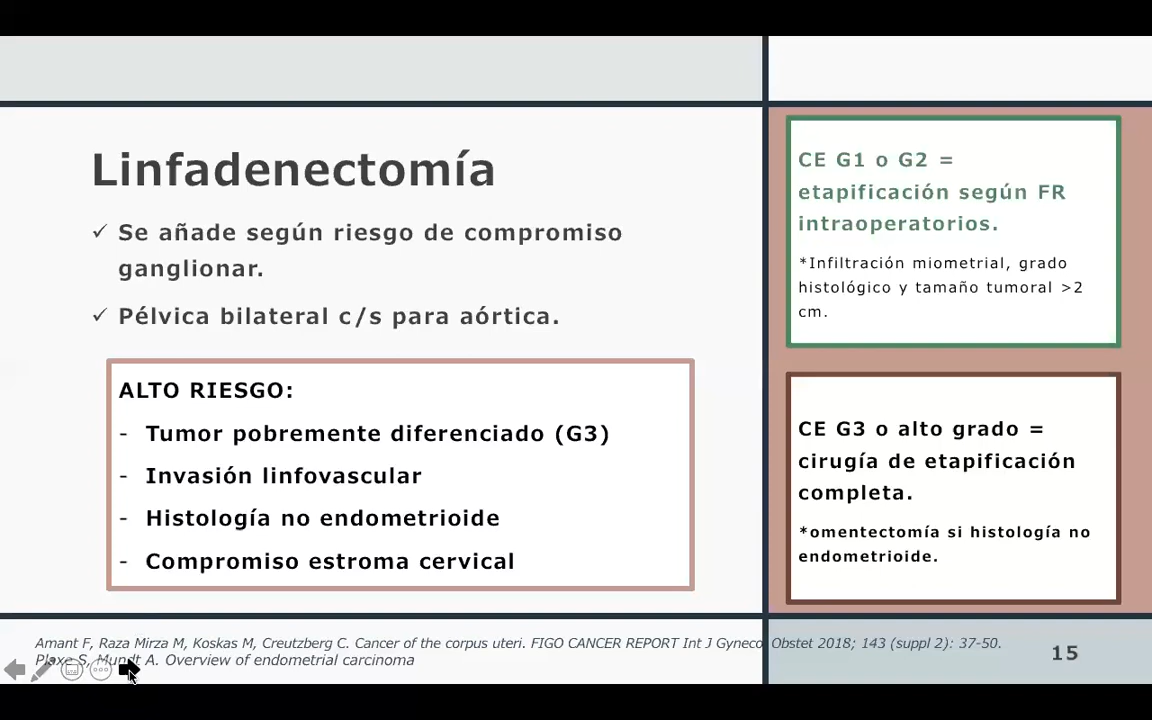 Linfadenectomía
✓ Se añade según riesgo de compromiso
ganglionar.
✓ Pélvica bilateral c/s para aórtica.
ALTO RIESGO:
- Tumor pobremente diferenciado (G3)
- Invasión linfovascular
- Histología no endometrioide
- Compromiso estroma cervical
CE G1 o G2 =
etapificación según FR
intraoperatorios.
*Infiltración miometrial, grado
histológico y tamaño tumoral >2
cm.
CE G3 o alto grado =
cirugía de etapificación
completa.
*omentectomía si histología no
endometrioide.
Amant F, Raza Mirza M, Koskas M, Creutzberg C. Cancer of the corpus uteri. FIGO CANCER REPORT Int J Gyneco Obstet 2018; 143 (suppl 2): 37-50.
Plaxe S, Mundt A. Overview of endometrial carcinoma
15